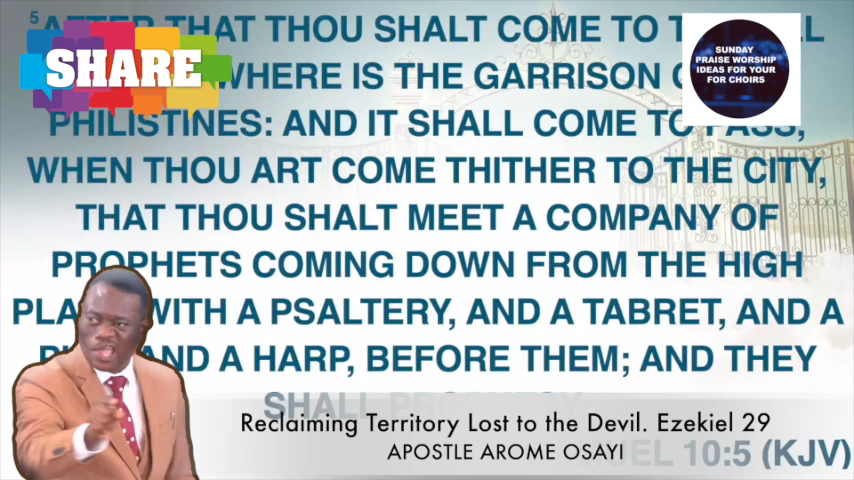 5 AFTER THAT THOU SHALT COME TO
WHERE IS THE GARRISON
PHILISTINES: AND IT SHALL COME TO PASS,
WHEN THOU ART COME THITHER TO THE CITY,
THAT THOU SHALT MEET A COMPANY OF
PROPHETS COMING DOWN FROM THE HIGH
WITH A PSALTERY, AND A TABRET, AND A
AND A HARP, BEFORE THEM; AND THEY
SHALL
10:5 (KJV)
SHARE
SUNDAY
PRAISE WORSHIP
IDEAS FOR YOUR
FOR CHOIRS
Reclaiming Territory Lost to the Devil. Ezekiel 29
APOSTLE AROME OSAYI